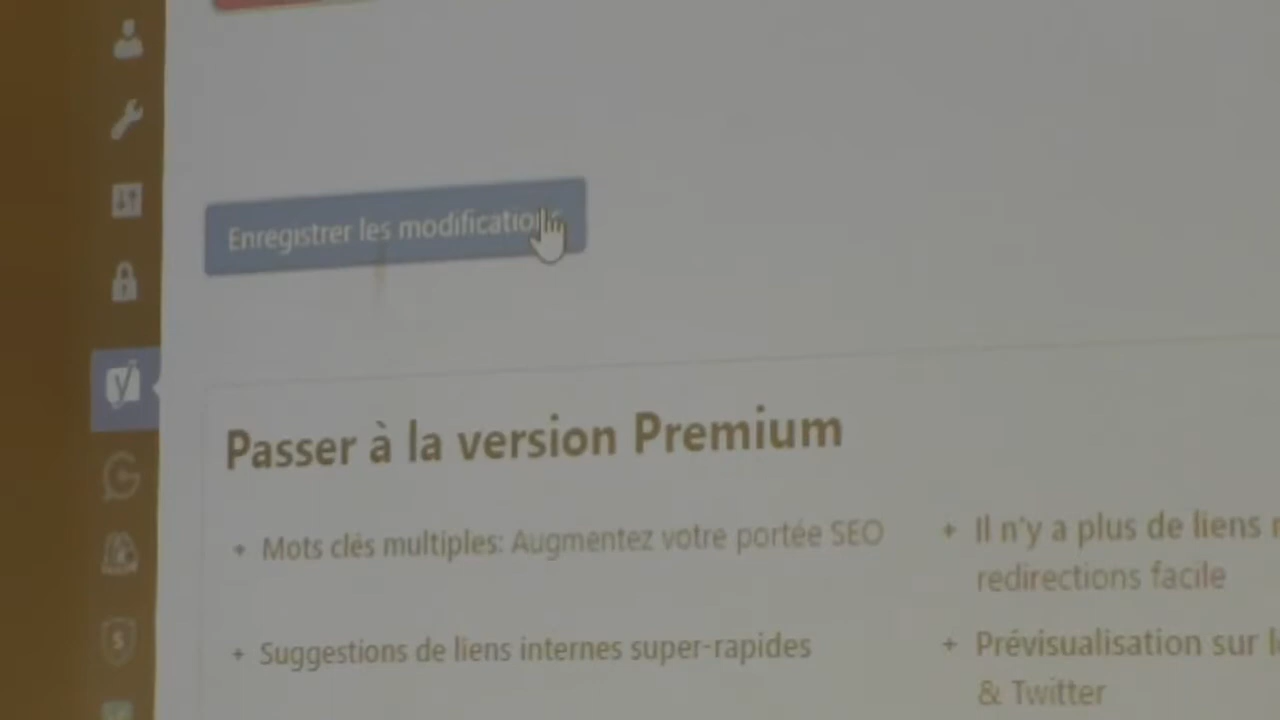 Enregistrer les modifications
Passer à la version Premium
+ Mots clés multiples: Augmentez votre portée SEO
+ Il n'y a plus de liens
redirections facile
+ Suggestions de liens internes super-rapides
+ Prévisualisation sur
& Twitter